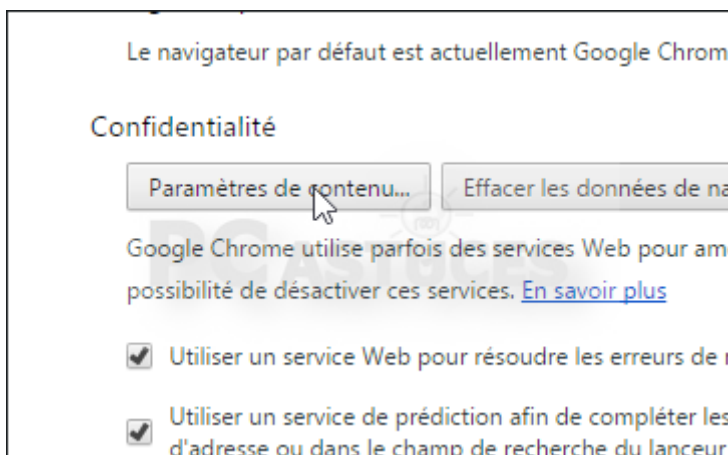 Le navigateur par défaut est actuellement Google Chrom
Confidentialité
Paramètres de contenu... Effacer les données de na
Google Chrome utilise parfois des services Web pour am
PC ASTUCES
possibilité de désactiver ces services. En savoir plus
Utiliser un service Web pour résoudre les erreurs de
Utiliser un service de prédiction afin de compléter les
d'adresse ou dans le champ de recherche du lanceur